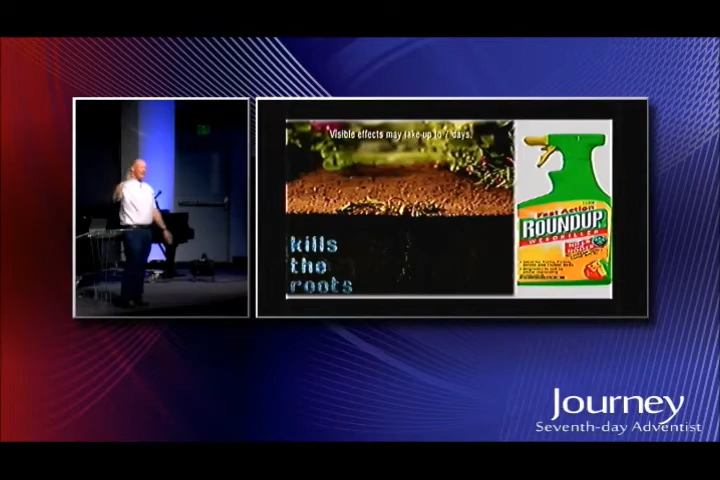 Visible effects may take up to 7 days.
kills
the
roots
Fast Action
ROUNDUP
WEEDKILLER
Journey
Seventh-day Adventist